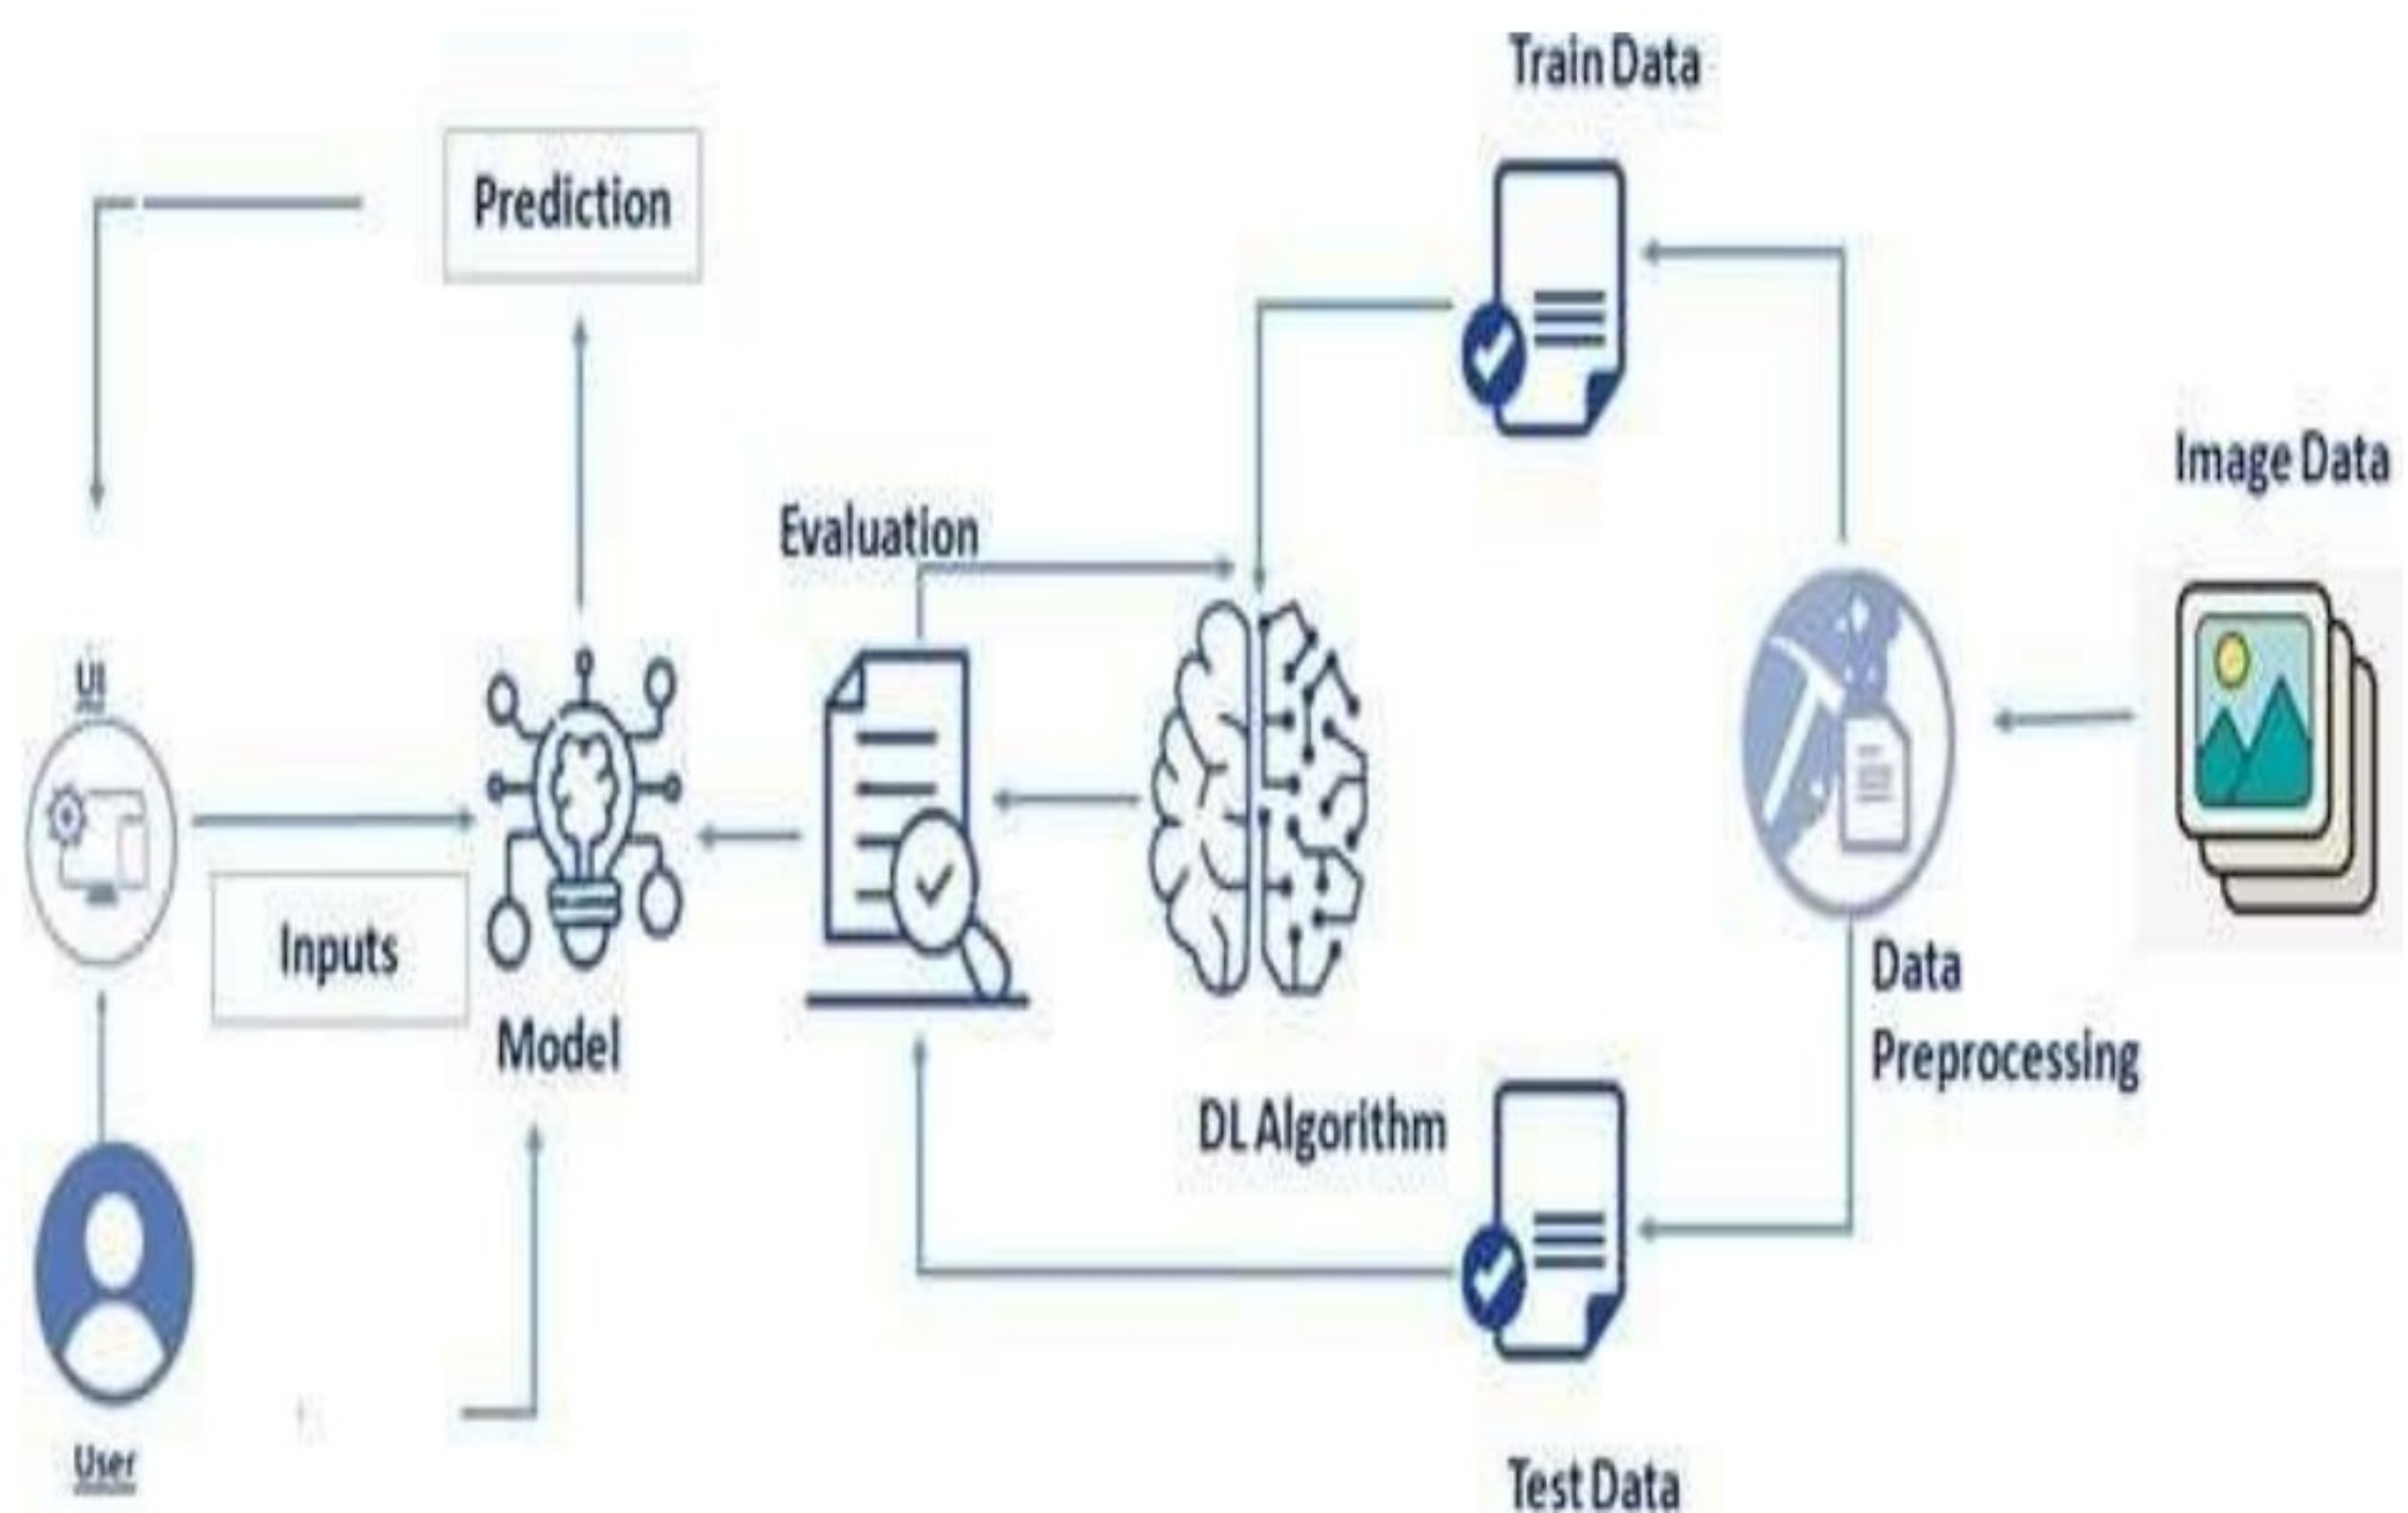 Train Data
Prediction
Image Data
Evaluation
UI
Inputs
Model
Data
Preprocessing
DL Algorithm
User
Test Data